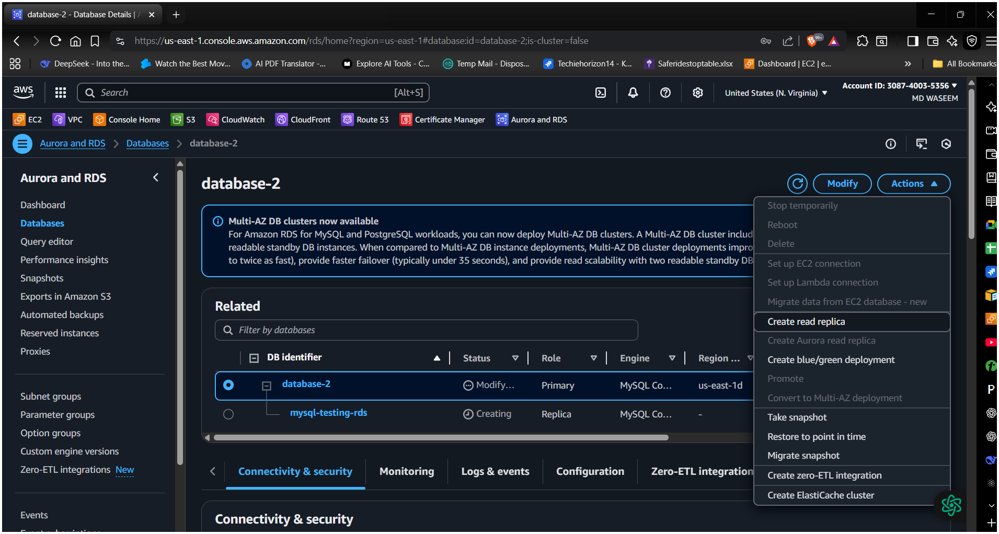 database-2 - Database Details | A
https://us-east-1.console.aws.amazon.com/rds/home?region=us-east-1#database:id=database-2;is-cluster=false
99+
DeepSeek - Into the...
Watch the Best Mov...
AI PDF Translator -...
Explore AI Tools - C...
Temp Mail - Dispos...
Techiehorizon14 - K...
Saferidestoptable.xlsx
Dashboard | EC2 | e...
»
All Bookmarks
aws
Search
[Alt+S]
United States (N. Virginia)
Account ID: 3087-4003-5356
MD WASEEM
EC2
VPC
Console Home
S3
CloudWatch
CloudFront
Route 53
Certificate Manager
Aurora and RDS
Aurora and RDS
Databases
database-2
Aurora and RDS
Dashboard
Databases
Query editor
Performance insights
Snapshots
Exports in Amazon S3
Automated backups
Reserved instances
Proxies
Subnet groups
Parameter groups
Option groups
Custom engine versions
Zero-ETL integrations New
Events
Event subscriptions
database-2
Modify
Actions
Multi-AZ DB clusters now available
For Amazon RDS for MySQL and PostgreSQL workloads, you can now deploy Multi-AZ DB clusters. A Multi-AZ DB cluster includ
readable standby DB instances. When compared to Multi-AZ DB instance deployments, Multi-AZ DB cluster deployments impro
to twice as fast), provide faster failover (typically under 35 seconds), and provide read scalability with two readable standby DB
Stop temporarily
Reboot
Delete
Set up EC2 connection
Set up Lambda connection
Migrate data from EC2 database - new
Create read replica
Create Aurora read replica
Create blue/green deployment
Promote
Convert to Multi-AZ deployment
Take snapshot
Restore to point in time
Migrate snapshot
Create zero-ETL integration
Create ElastiCache cluster
Related
Filter by databases
DB identifier
Status
Role
Engine
Region ...
database-2
Modify...
Primary
MySQL Co...
us-east-1d
mysql-testing-rds
Creating
Replica
MySQL Co...
-
Connectivity & security
Monitoring
Logs & events
Configuration
Zero-ETL integration
Connectivity & security
P